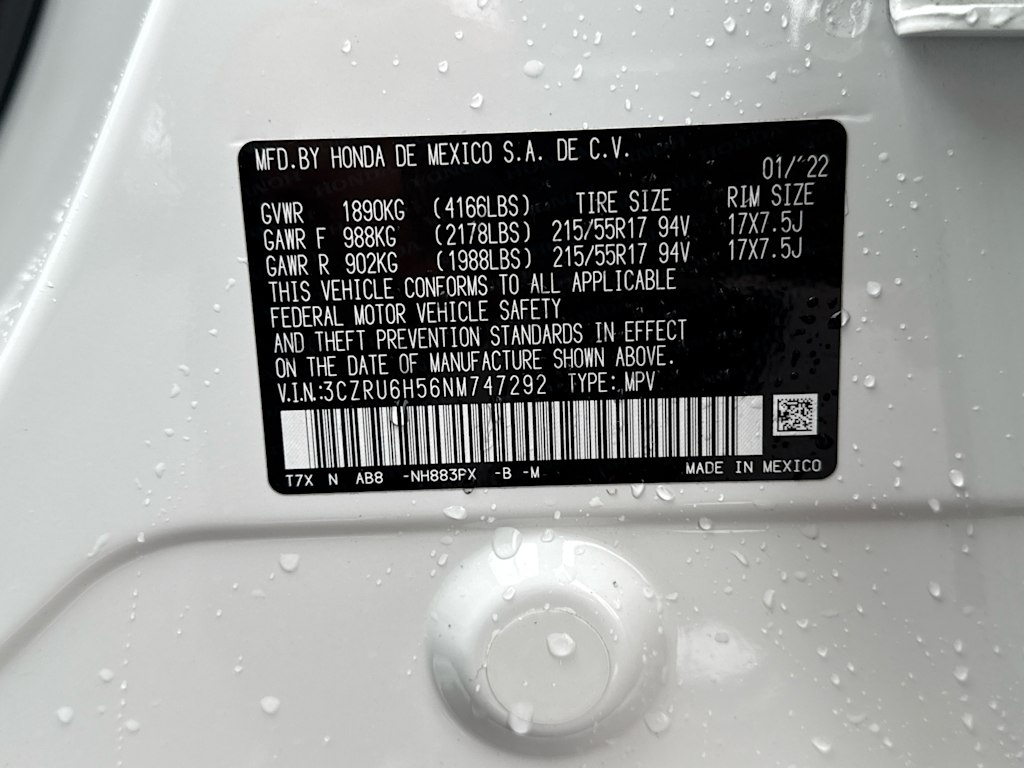 MFD.BY HONDA DE MEXICO S.A. DE C.V.
01/'22
GVWR 1890KG (4166LBS) TIRE SIZE RIM SIZE
GAWR F 988KG (2178LBS) 215/55R17 94V 17X7.5J
GAWR R 902KG (1988LBS) 215/55R17 94V 17X7.5J
THIS VEHICLE CONFORMS TO ALL APPLICABLE
FEDERAL MOTOR VEHICLE SAFETY
AND THEFT PREVENTION STANDARDS IN EFFECT
ON THE DATE OF MANUFACTURE SHOWN ABOVE.
V.I.N.:3CZRU6H56NM747292 TYPE:MPV
T7X N AB8 -NH883PX -B -M MADE IN MEXICO